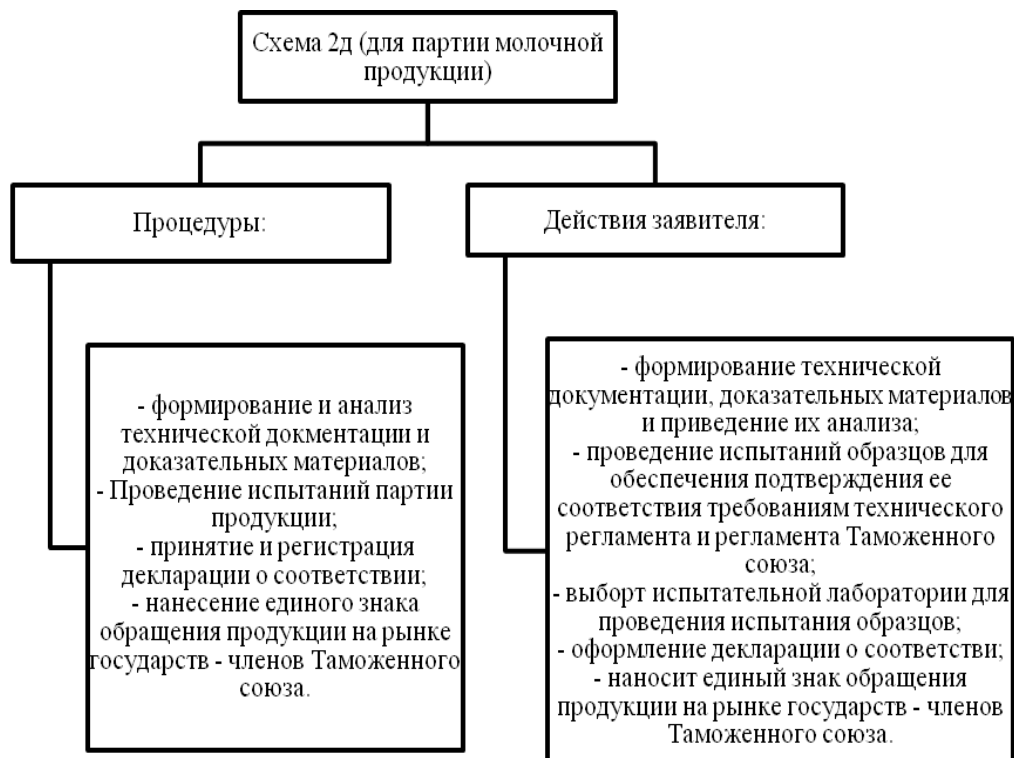 Схема 2д (для партии молочной
продукции)
Процедуры:
Действия заявителя:
- формирование и анализ
технической докментации и
доказательных материалов;
- Проведение испытаний партии
продукции;
- принятие и регистрация
декларации о соответствии;
- нанесение единого знака
обращения продукции на рынке
государств - членов Таможенного
союза.
- формирование технической
документации, доказательных материалов
и приведение их анализа;
- проведение испытаний образцов для
обеспечения подтверждения ее
соответствия требованиям технического
регламента и регламента Таможенного
союза;
- выборт испытательной лаборатории для
проведения испытания образцов;
- оформление декларации о соответстви;
- наносит единый знак обращения
продукции на рынке государств - членов
Таможенного союза.